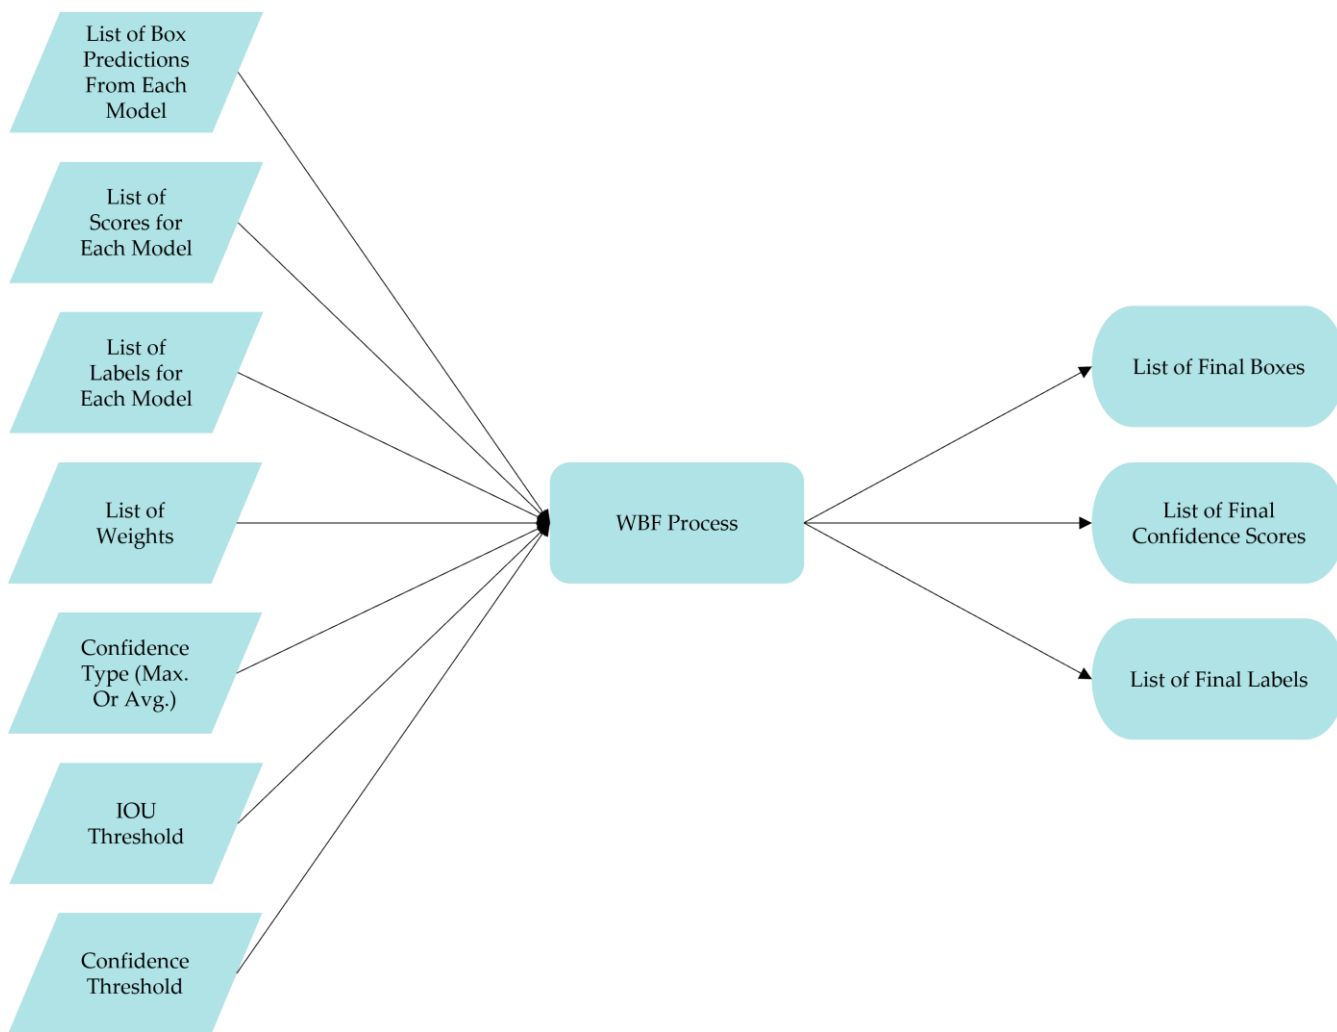 List of Box
Predictions
From Each
Model
List of
Scores for
Each Model
List of
Labels for
Each Model
List of
Weights
Confidence
Type (Max.
Or Avg.)
IOU
Threshold
Confidence
Threshold
WBF Process
List of Final Boxes
List of Final
Confidence Scores
List of Final Labels